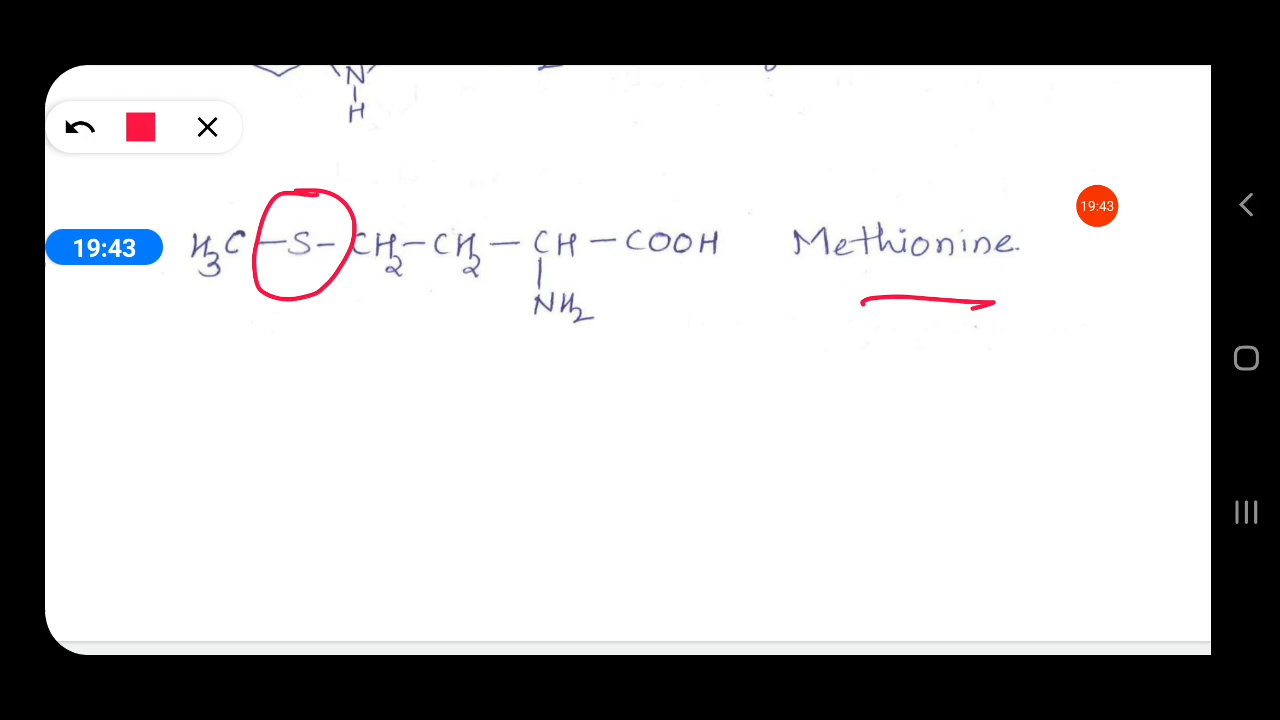 N
H
19:43
H3C-S-CH2-CH2-CH-COOH Methionine.
NH2
19:43